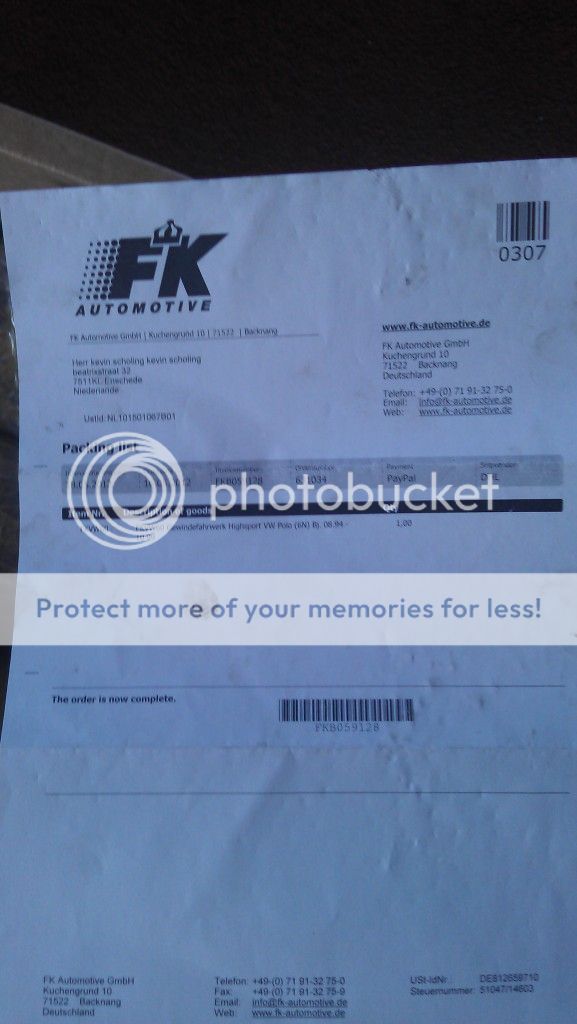 FK
AUTOMOTIVE
0307
FK Automotive GmbH | Kuchengrund 10 | 71522 | Backnang
www.fk-automotive.de
Herr kevin scholing kevin scholing
beatrixstraat 32
7511KL Enschede
Niederlande
FK Automotive GmbH
Kuchengrund 10
71522 Backnang
Deutschland
Telefon: +49-(0) 71 91-32 75-0
Email: info@fk-automotive.de
Web: www.fk-automotive.de
UstId: NL101501067B01
Packing list
Payment
FKB059128
PayPal
photobucket
Description of goods
Gewindefahrwerk Highsport VW Polo (6N) Bj. 08.94 -
1,00
Protect more of your memories for less!
The order is now complete.
FKB059128
FK Automotive GmbH
Kuchengrund 10
71522 Backnang
Deutschland
Telefon: +49-(0) 71 91-32 75-0
Fax: +49-(0) 71 91-32 75-9
Email: info@fk-automotive.de
Web: www.fk-automotive.de
USt-IdNr.: DE812659710
Steuernummer: 51047/14603